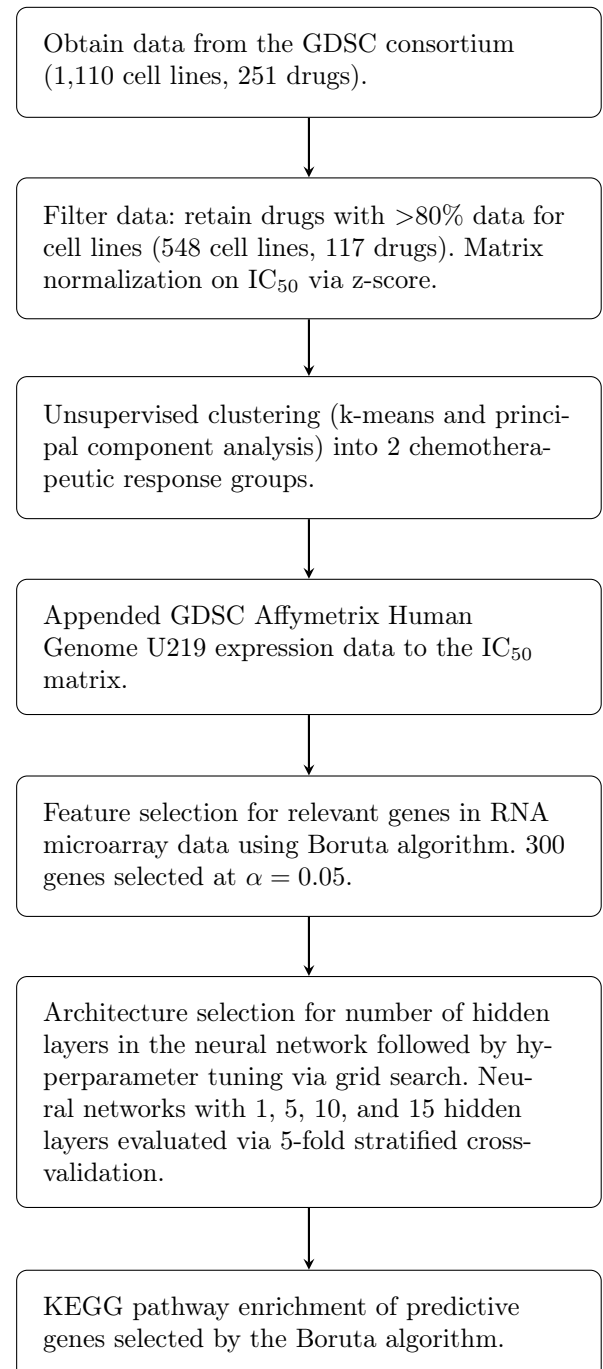 Obtain data from the GDSC consortium
(1,110 cell lines, 251 drugs).
Filter data: retain drugs with >80% data for
cell lines (548 cell lines, 117 drugs). Matrix
normalization on IC₅₀ via z-score.
Unsupervised clustering (k-means and princi-
pal component analysis) into 2 chemothera-
peutic response groups.
Appended GDSC Affymetrix Human
Genome U219 expression data to the IC₅₀
matrix.
Feature selection for relevant genes in RNA
microarray data using Boruta algorithm. 300
genes selected at α = 0.05.
Architecture selection for number of hidden
layers in the neural network followed by hy-
perparameter tuning via grid search. Neu-
ral networks with 1, 5, 10, and 15 hidden
layers evaluated via 5-fold stratified cross-
validation.
KEGG pathway enrichment of predictive
genes selected by the Boruta algorithm.